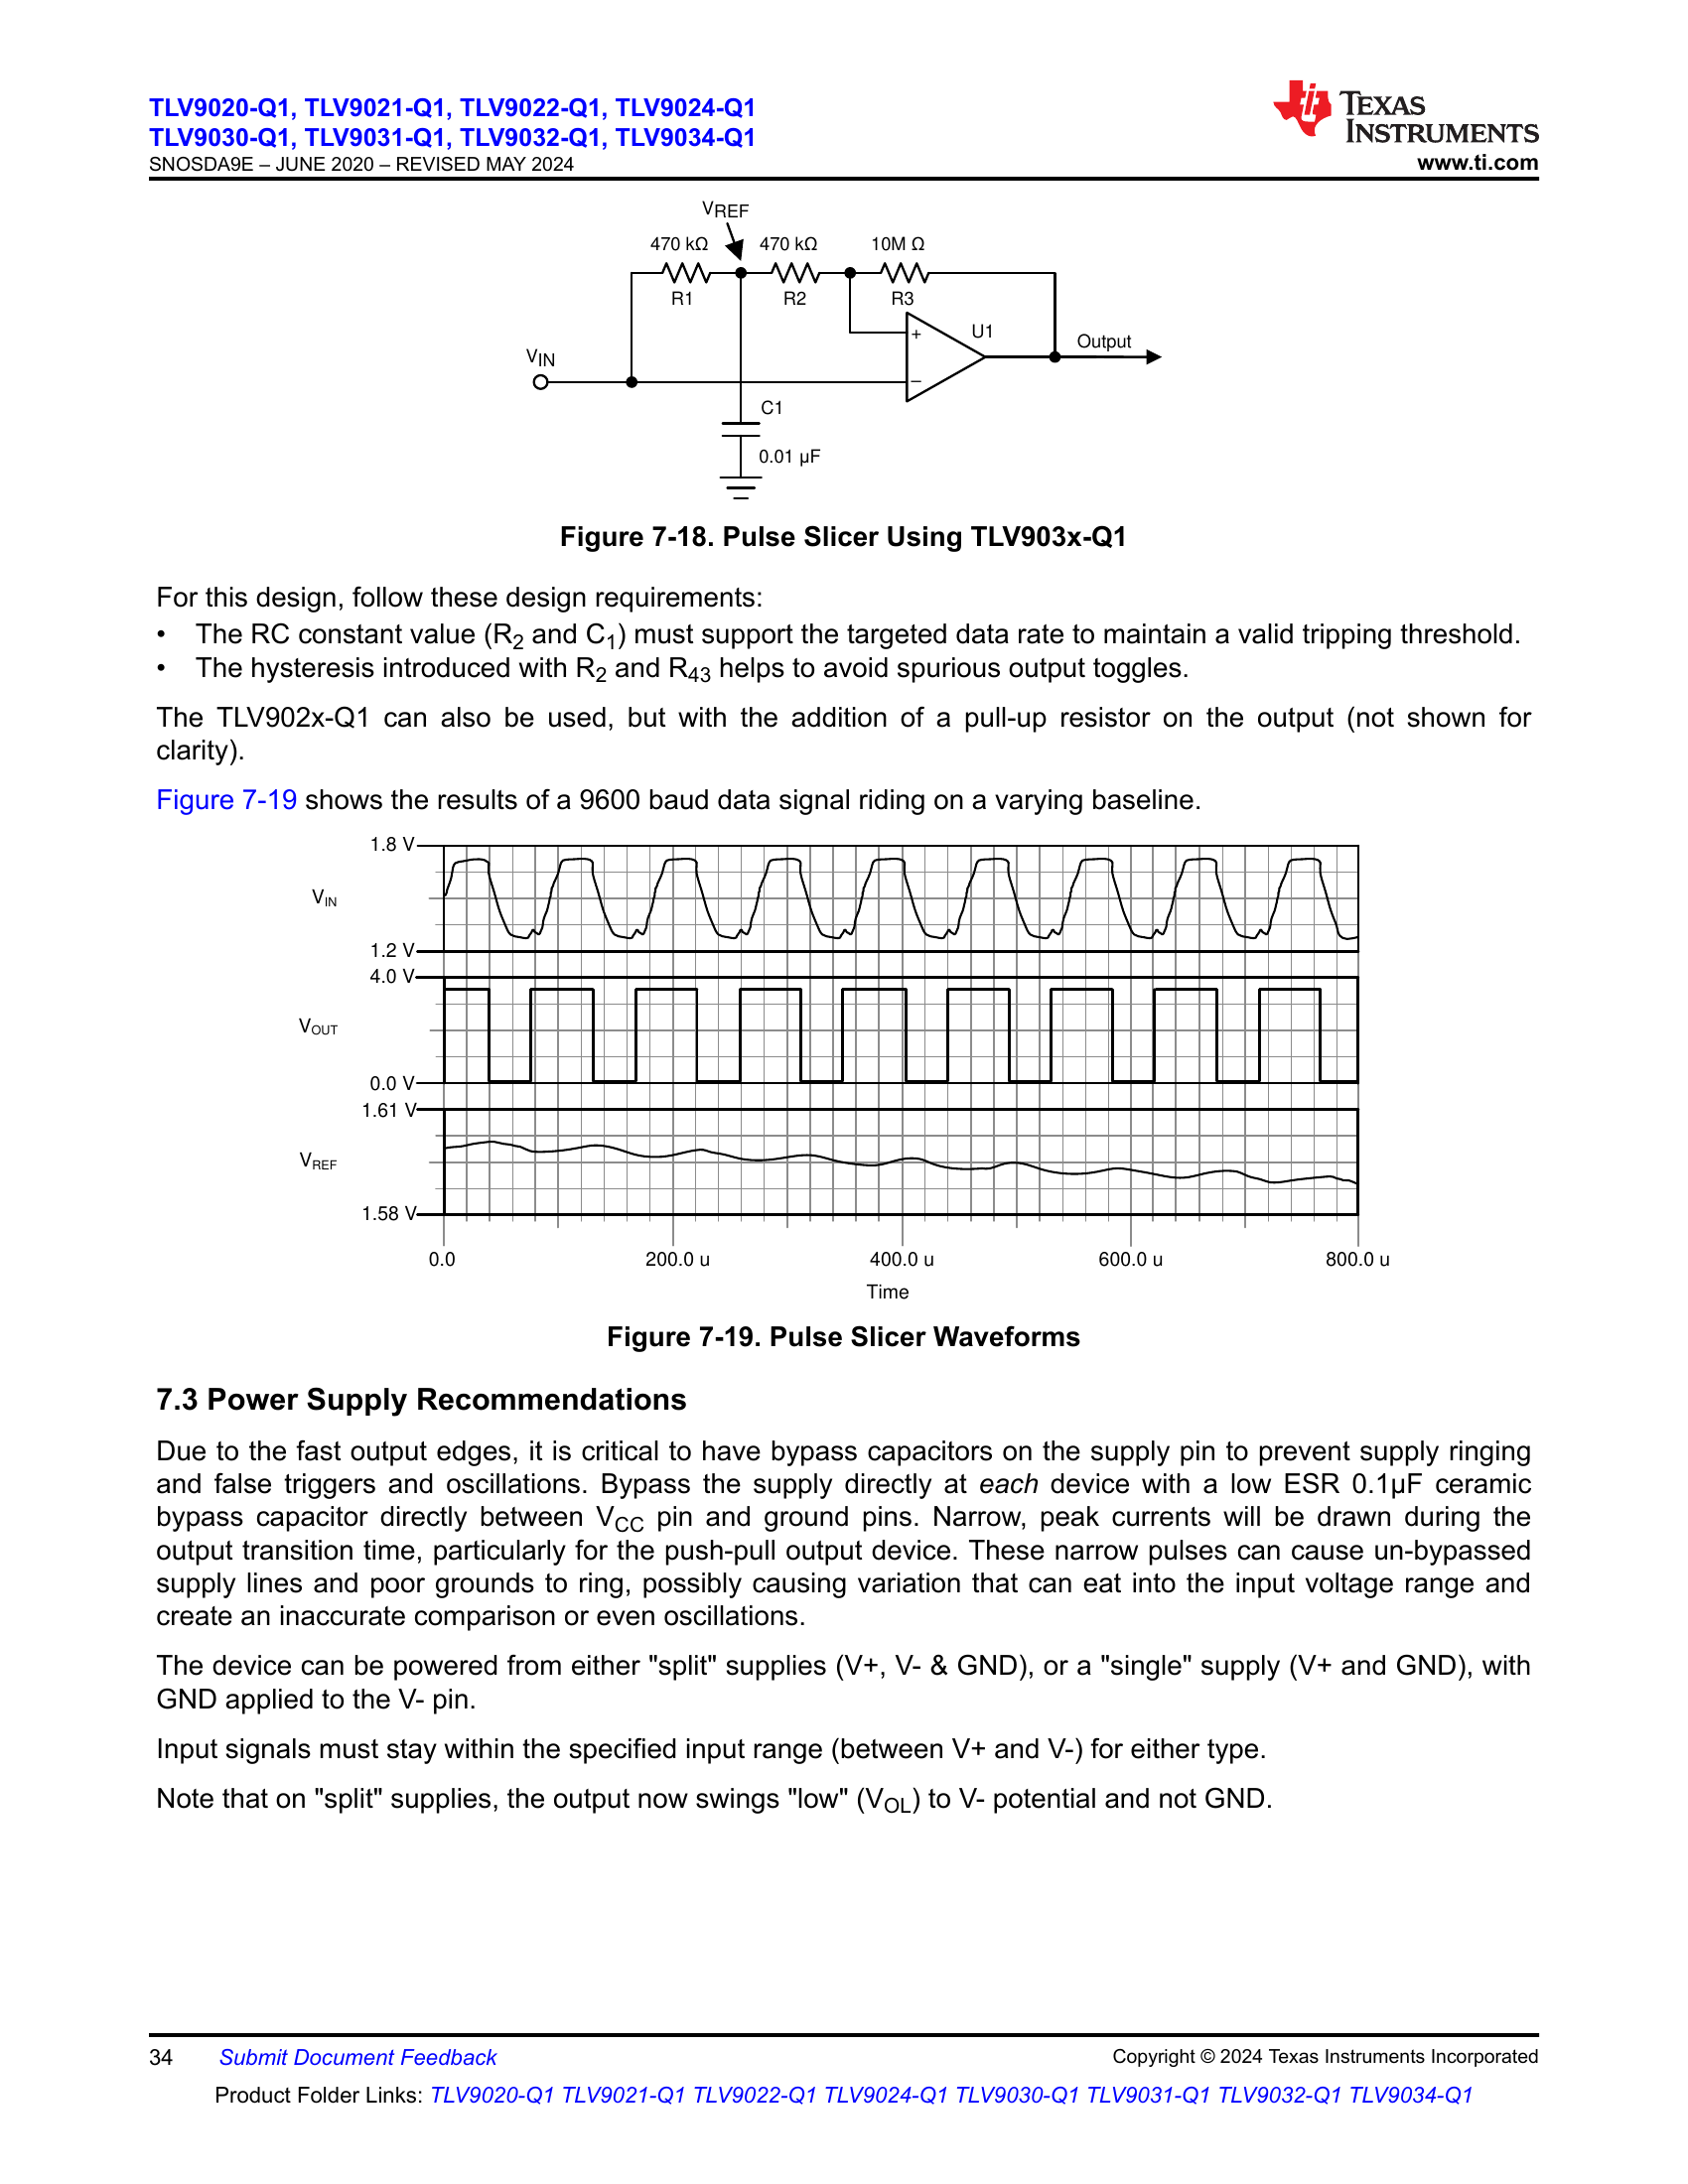 TLV9020-Q1, TLV9021-Q1, TLV9022-Q1, TLV9024-Q1
TLV9030-Q1, TLV9031-Q1, TLV9032-Q1, TLV9034-Q1
SNOSDA9E – JUNE 2020 – REVISED MAY 2024
TEXAS
INSTRUMENTS
www.ti.com
VREF
470 kΩ 470 kΩ 10M Ω
R1 R2 R3
U1
+
Output
VIN
–
C1
0.01 µF
Figure 7-18. Pulse Slicer Using TLV903x-Q1
For this design, follow these design requirements:
• The RC constant value (R2 and C1) must support the targeted data rate to maintain a valid tripping threshold.
• The hysteresis introduced with R2 and R43 helps to avoid spurious output toggles.
The TLV902x-Q1 can also be used, but with the addition of a pull-up resistor on the output (not shown for
clarity).
Figure 7-19 shows the results of a 9600 baud data signal riding on a varying baseline.
1.8 V
VIN
1.2 V
4.0 V
VOUT
0.0 V
1.61 V
VREF
1.58 V
0.0 200.0 u 400.0 u 600.0 u 800.0 u
Time
Figure 7-19. Pulse Slicer Waveforms
7.3 Power Supply Recommendations
Due to the fast output edges, it is critical to have bypass capacitors on the supply pin to prevent supply ringing
and false triggers and oscillations. Bypass the supply directly at each device with a low ESR 0.1µF ceramic
bypass capacitor directly between VCC pin and ground pins. Narrow, peak currents will be drawn during the
output transition time, particularly for the push-pull output device. These narrow pulses can cause un-bypassed
supply lines and poor grounds to ring, possibly causing variation that can eat into the input voltage range and
create an inaccurate comparison or even oscillations.
The device can be powered from either "split" supplies (V+, V- & GND), or a "single" supply (V+ and GND), with
GND applied to the V- pin.
Input signals must stay within the specified input range (between V+ and V-) for either type.
Note that on "split" supplies, the output now swings "low" (VOL) to V- potential and not GND.
34 Submit Document Feedback Copyright © 2024 Texas Instruments Incorporated
Product Folder Links: TLV9020-Q1 TLV9021-Q1 TLV9022-Q1 TLV9024-Q1 TLV9030-Q1 TLV9031-Q1 TLV9032-Q1 TLV9034-Q1